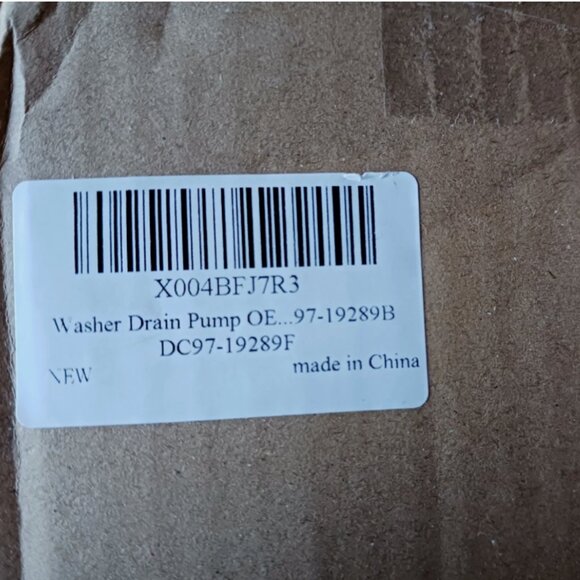 X004BFJ7R3
Washer Drain Pump OE...97-19289B
DC97-19289F
NEW
made in China